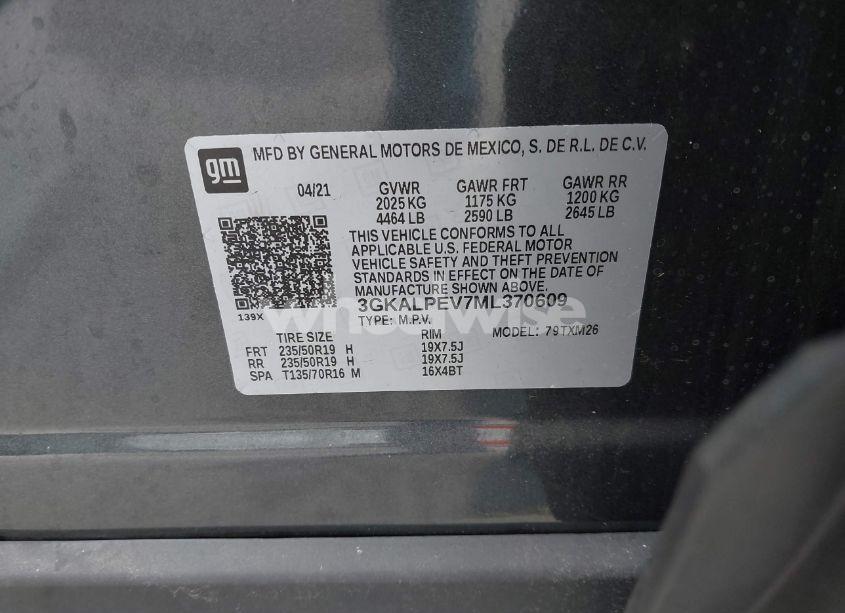 gm
MFD BY GENERAL MOTORS DE MEXICO, S. DE R.L. DE C.V.
04/21 GVWR GAWR FRT GAWR RR
2025 KG 1175 KG 1200 KG
4464 LB 2590 LB 2645 LB
THIS VEHICLE CONFORMS TO ALL
APPLICABLE U.S. FEDERAL MOTOR
VEHICLE SAFETY AND THEFT PREVENTION
STANDARDS IN EFFECT ON THE DATE OF
MANUFACTURE SHOWN ABOVE.
3GKALPEV7ML370609
139X TYPE: M.P.V. MODEL: 79TXM26
TIRE SIZE RIM
FRT 235/50R19 H 19X7.5J
RR 235/50R19 H 19X7.5J
SPA T135/70R16 M 16X4BT